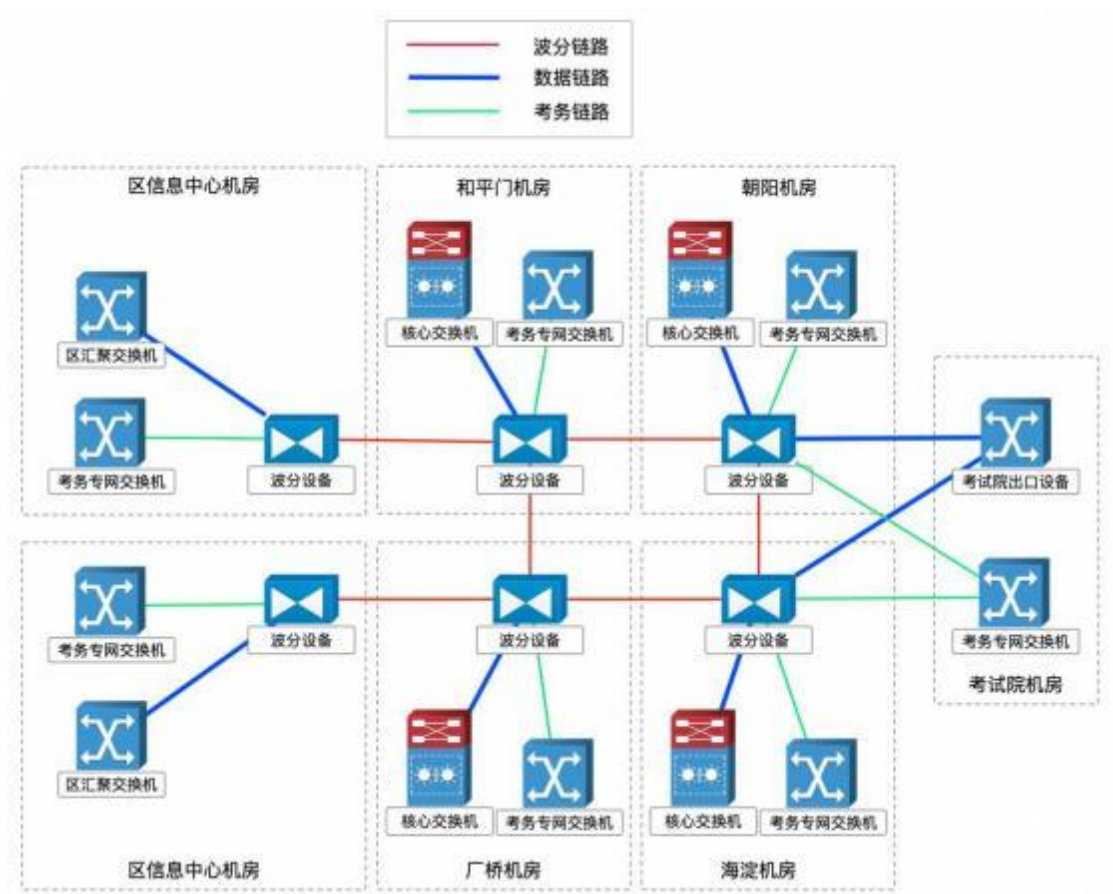 波分链路
数据链路
考务链路
区信息中心机房
和平门机房
朝阳机房
核心交换机
考务专网交换机
核心交换机
考务专网交换机
区汇聚交换机
考务专网交换机
波分设备
波分设备
波分设备
考试院出口设备
考务专网交换机
波分设备
波分设备
波分设备
考务专网交换机
考试院机房
区汇聚交换机
核心交换机
考务专网交换机
核心交换机
考务专网交换机
区信息中心机房
厂桥机房
海淀机房